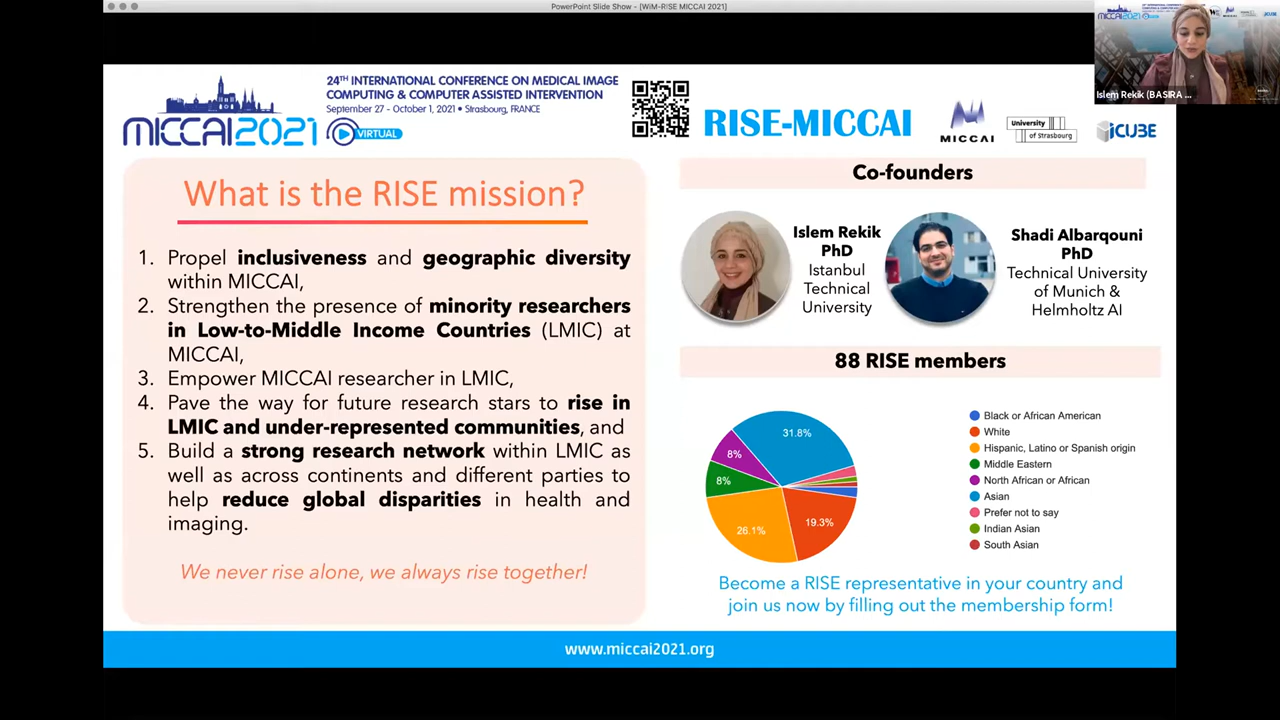 PowerPoint Slide Show - [WiM-RISE MICCAI 2021]
MICCAI2021
24TH INTERNATIONAL CONFERENCE ON MEDICAL IMAGE
COMPUTING & COMPUTER ASSISTED INTERVENTION
September 27 - October 1, 2021 • Strasbourg, FRANCE
VIRTUAL
RISE-MICCAI
MICCAI
University
of Strasbourg
iCUBE
MICCAI2021
Islem Rekik (BASIRA ...
What is the RISE mission?
1. Propel inclusiveness and geographic diversity
within MICCAI,
2. Strengthen the presence of minority researchers
in Low-to-Middle Income Countries (LMIC) at
MICCAI,
3. Empower MICCAI researcher in LMIC,
4. Pave the way for future research stars to rise in
LMIC and under-represented communities, and
5. Build a strong research network within LMIC as
well as across continents and different parties to
help reduce global disparities in health and
imaging.
We never rise alone, we always rise together!
Co-founders
Islem Rekik
PhD
Istanbul
Technical
University
Shadi Albarqouni
PhD
Technical University
of Munich &
Helmholtz AI
88 RISE members
31.8%
8%
8%
26.1%
19.3%
Black or African American
White
Hispanic, Latino or Spanish origin
Middle Eastern
North African or African
Asian
Prefer not to say
Indian Asian
South Asian
Become a RISE representative in your country and
join us now by filling out the membership form!
www.miccai2021.org